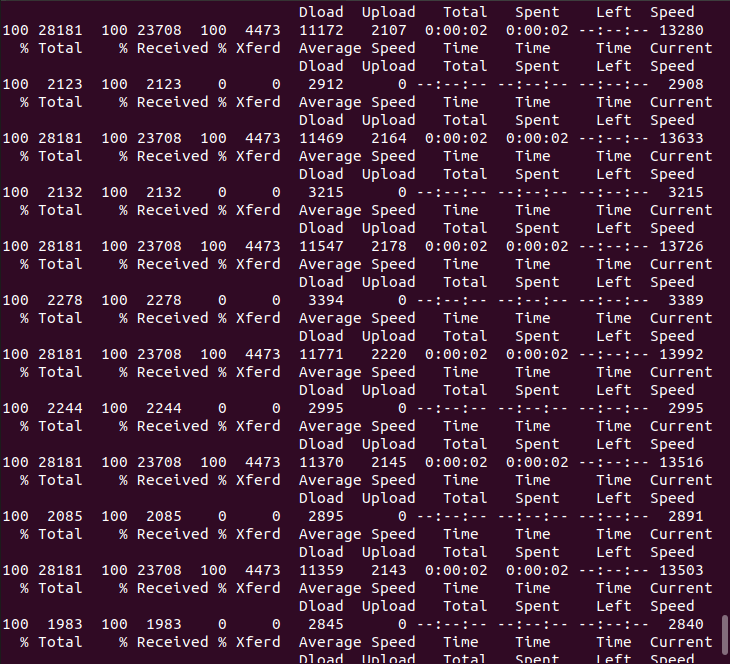 Dload  Upload   Total   Spent    Left  Speed
100 28181  100 23708  100  4473  11172   2107  0:00:02  0:00:02 --:--:-- 13280
  % Total    % Received % Xferd  Average Speed   Time    Time     Time  Current
                                 Dload  Upload   Total   Spent    Left  Speed
100  2123  100  2123    0     0   2912      0 --:--:-- --:--:-- --:--:--  2908
  % Total    % Received % Xferd  Average Speed   Time    Time     Time  Current
                                 Dload  Upload   Total   Spent    Left  Speed
100 28181  100 23708  100  4473  11469   2164  0:00:02  0:00:02 --:--:-- 13633
  % Total    % Received % Xferd  Average Speed   Time    Time     Time  Current
                                 Dload  Upload   Total   Spent    Left  Speed
100  2132  100  2132    0     0   3215      0 --:--:-- --:--:-- --:--:--  3215
  % Total    % Received % Xferd  Average Speed   Time    Time     Time  Current
                                 Dload  Upload   Total   Spent    Left  Speed
100 28181  100 23708  100  4473  11547   2178  0:00:02  0:00:02 --:--:-- 13726
  % Total    % Received % Xferd  Average Speed   Time    Time     Time  Current
                                 Dload  Upload   Total   Spent    Left  Speed
100  2278  100  2278    0     0   3394      0 --:--:-- --:--:-- --:--:--  3389
  % Total    % Received % Xferd  Average Speed   Time    Time     Time  Current
                                 Dload  Upload   Total   Spent    Left  Speed
100 28181  100 23708  100  4473  11771   2220  0:00:02  0:00:02 --:--:-- 13992
  % Total    % Received % Xferd  Average Speed   Time    Time     Time  Current
                                 Dload  Upload   Total   Spent    Left  Speed
100  2244  100  2244    0     0   2995      0 --:--:-- --:--:-- --:--:--  2995
  % Total    % Received % Xferd  Average Speed   Time    Time     Time  Current
                                 Dload  Upload   Total   Spent    Left  Speed
100 28181  100 23708  100  4473  11370   2145  0:00:02  0:00:02 --:--:-- 13516
  % Total    % Received % Xferd  Average Speed   Time    Time     Time  Current
                                 Dload  Upload   Total   Spent    Left  Speed
100  2085  100  2085    0     0   2895      0 --:--:-- --:--:-- --:--:--  2891
  % Total    % Received % Xferd  Average Speed   Time    Time     Time  Current
                                 Dload  Upload   Total   Spent    Left  Speed
100 28181  100 23708  100  4473  11359   2143  0:00:02  0:00:02 --:--:-- 13503
  % Total    % Received % Xferd  Average Speed   Time    Time     Time  Current
                                 Dload  Upload   Total   Spent    Left  Speed
100  1983  100  1983    0     0   2845      0 --:--:-- --:--:-- --:--:--  2840
  % Total    % Received % Xferd  Average Speed   Time    Time     Time  Current
                                 Dload  Upload   Total   Spent    Left  Speed